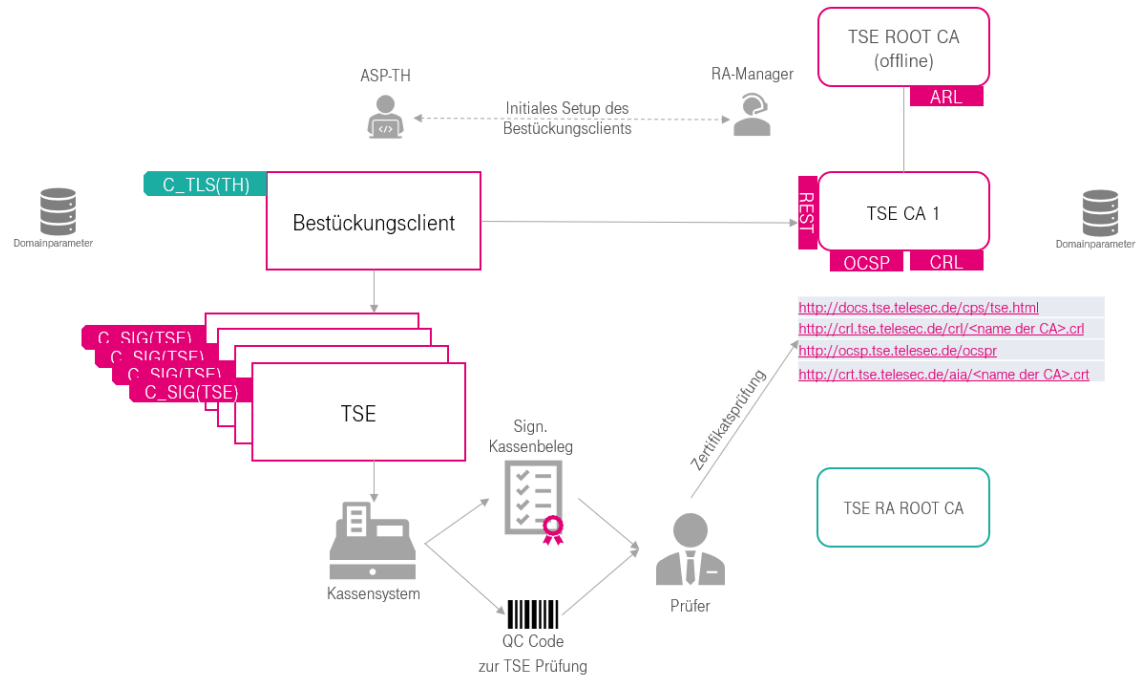 TSE ROOT CA
(offline)
ARL
ASP-TH
RA-Manager
Initiales Setup des
Bestückungsclients
C_TLS(TH)
Bestückungsclient
REST
TSE CA 1
OCSP
CRL
Domainparameter
Domainparameter
http://docs.tse.telesec.de/cps/tse.html
http://crl.tse.telesec.de/crl/<name der CA>.crl
http://ocsp.tse.telesec.de/ocspr
http://crt.tse.telesec.de/aia/<name der CA>.crt
C_SIG(TSE)
C_SIG(TSE)
C_SIG(TSE)
C_SIG(TSE)
TSE
Zertifikatsprüfung
Sign.
Kassenbeleg
TSE RA ROOT CA
Kassensystem
Prüfer
QC Code
zur TSE Prüfung